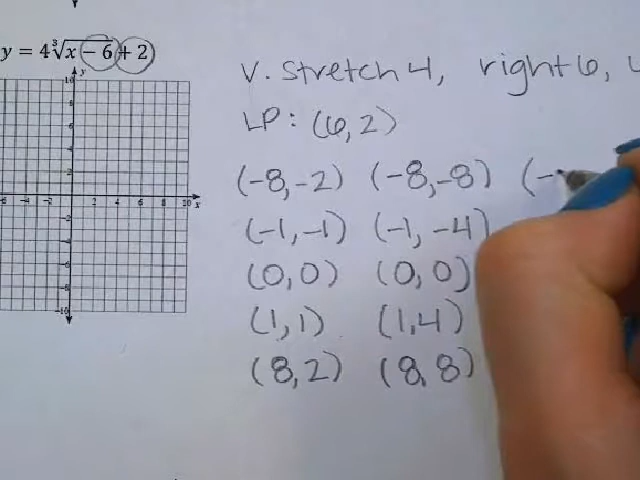 y = 4∛x − 6 + 2
V. stretch 4, right 6,
LP: (6, 2)
(-8, -2) (-8, -8) (-
(-1, -1) (-1, -4)
(0, 0) (0, 0)
(1, 1) (1, 4)
(8, 2) (8, 8)